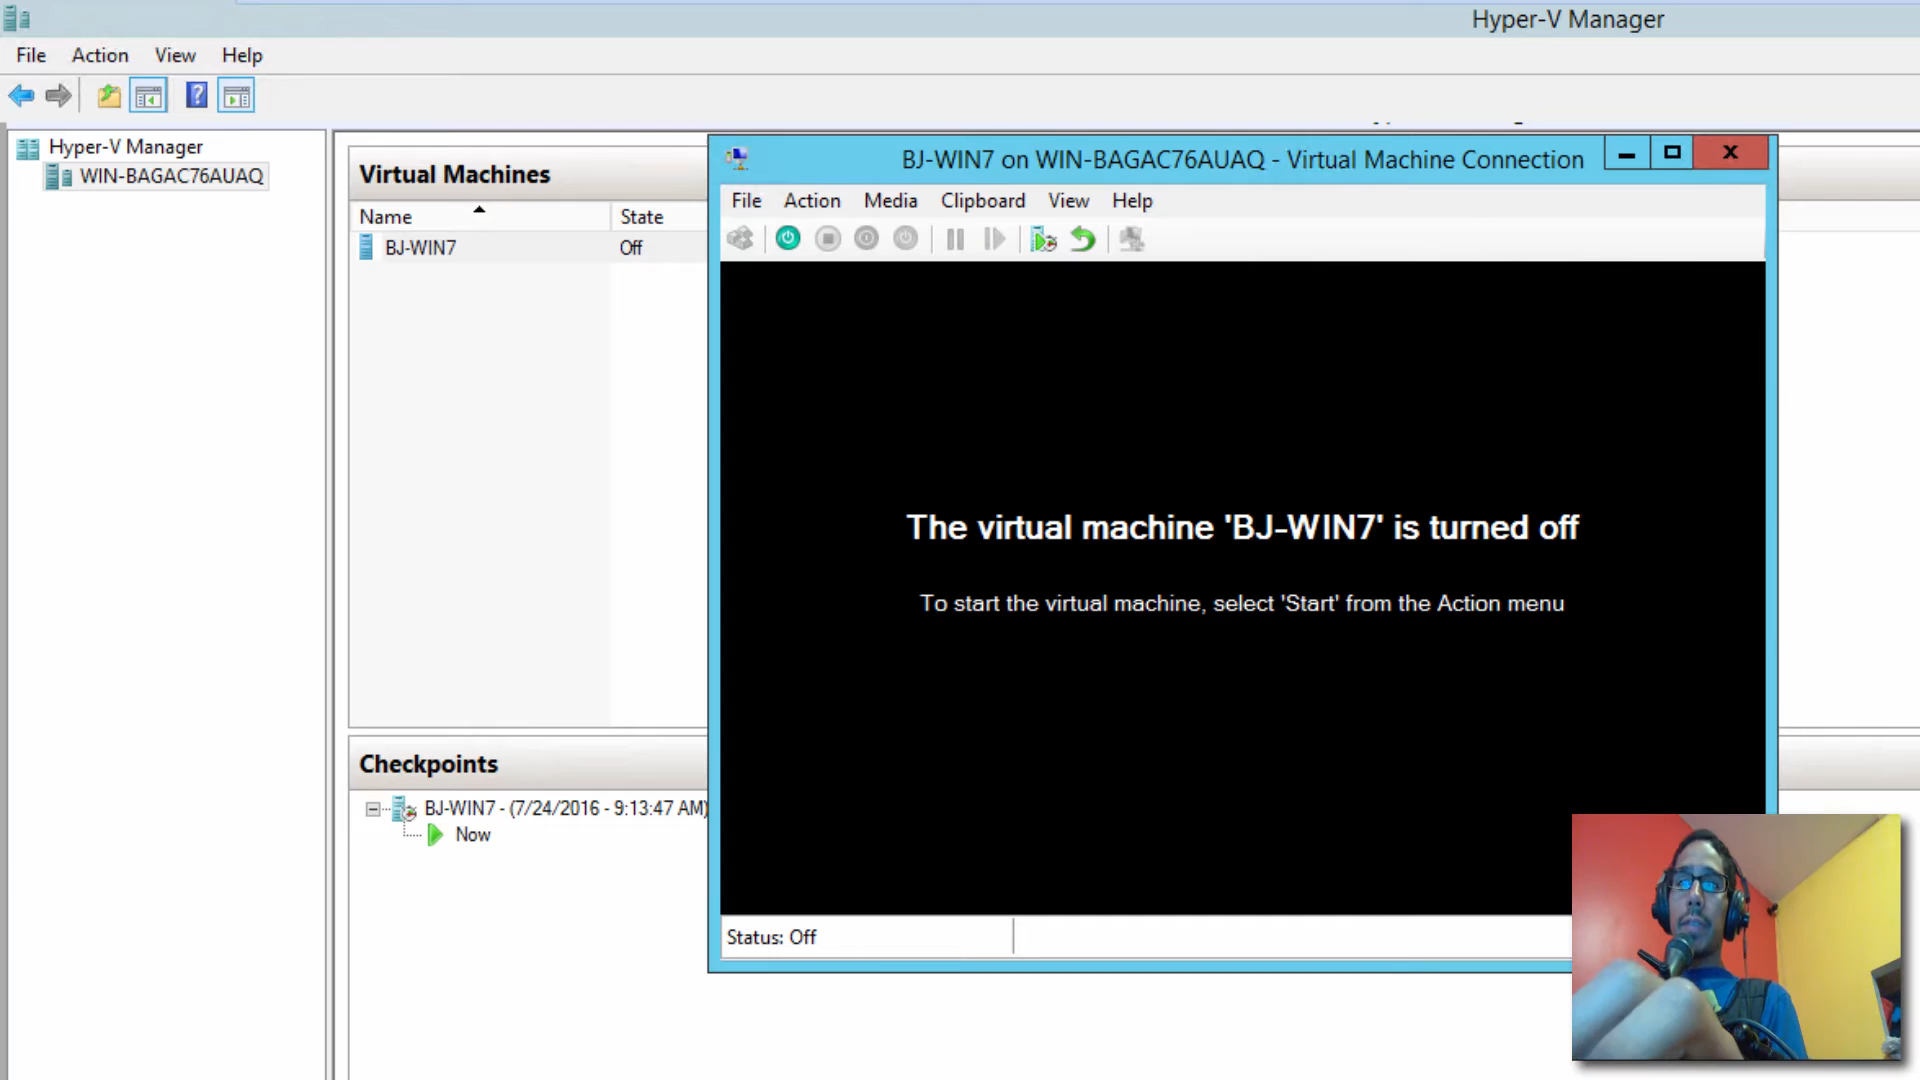 Hyper-V Manager
File Action View Help
Hyper-V Manager
WIN-BAGAC76AUAQ
Virtual Machines
Name State
BJ-WIN7 Off
Checkpoints
BJ-WIN7 - (7/24/2016 - 9:13:47 AM)
Now
BJ-WIN7 on WIN-BAGAC76AUAQ - Virtual Machine Connection
File Action Media Clipboard View Help
The virtual machine 'BJ-WIN7' is turned off
To start the virtual machine, select 'Start' from the Action menu
Status: Off